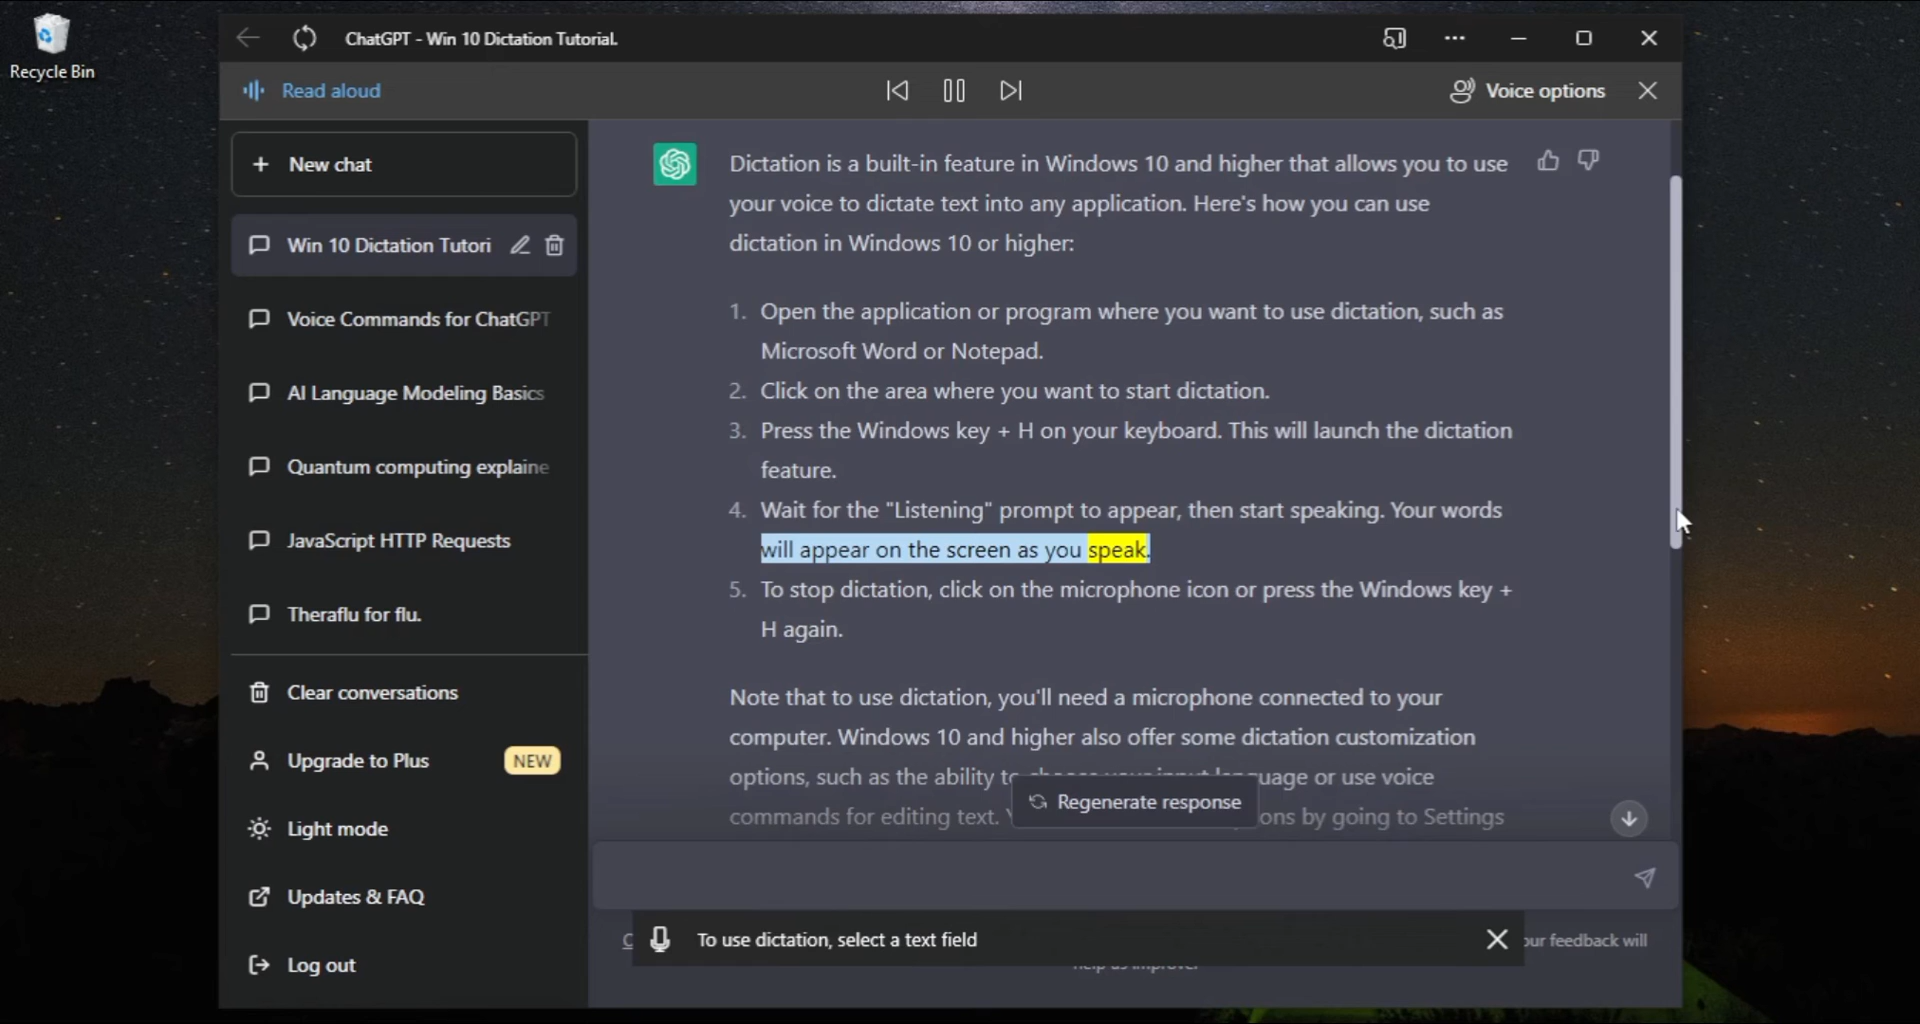 Recycle Bin
ChatGPT - Win 10 Dictation Tutorial.
Read aloud
Voice options
+ New chat
Win 10 Dictation Tutori
Voice Commands for ChatGPT
AI Language Modeling Basics
Quantum computing explaine
JavaScript HTTP Requests
Theraflu for flu.
Clear conversations
Upgrade to Plus NEW
Light mode
Updates & FAQ
Log out
Dictation is a built-in feature in Windows 10 and higher that allows you to use
your voice to dictate text into any application. Here's how you can use
dictation in Windows 10 or higher:
1. Open the application or program where you want to use dictation, such as
Microsoft Word or Notepad.
2. Click on the area where you want to start dictation.
3. Press the Windows key + H on your keyboard. This will launch the dictation
feature.
4. Wait for the "Listening" prompt to appear, then start speaking. Your words
will appear on the screen as you speak.
5. To stop dictation, click on the microphone icon or press the Windows key +
H again.
Note that to use dictation, you'll need a microphone connected to your
computer. Windows 10 and higher also offer some dictation customization
options, such as the ability to uage or use voice
commands for editing text. ons by going to Settings
Regenerate response
To use dictation, select a text field
ur feedback will